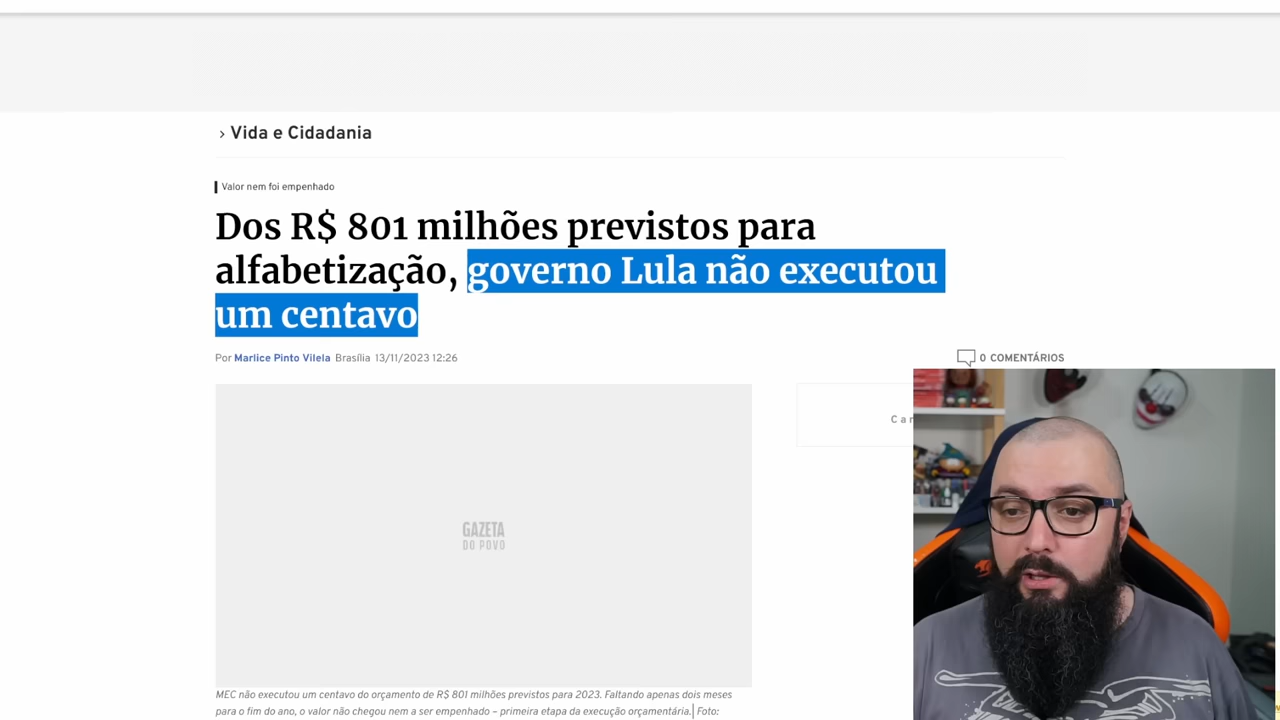 › Vida e Cidadania
Valor nem foi empenhado
Dos R$ 801 milhões previstos para
alfabetização, governo Lula não executou
um centavo
Por Marlice Pinto Vilela Brasília 13/11/2023 12:26
0 COMENTÁRIOS
GAZETA
DO POVO
MEC não executou um centavo do orçamento de R$ 801 milhões previstos para 2023. Faltando apenas dois meses
para o fim do ano, o valor não chegou nem a ser empenhado – primeira etapa da execução orçamentária.| Foto: